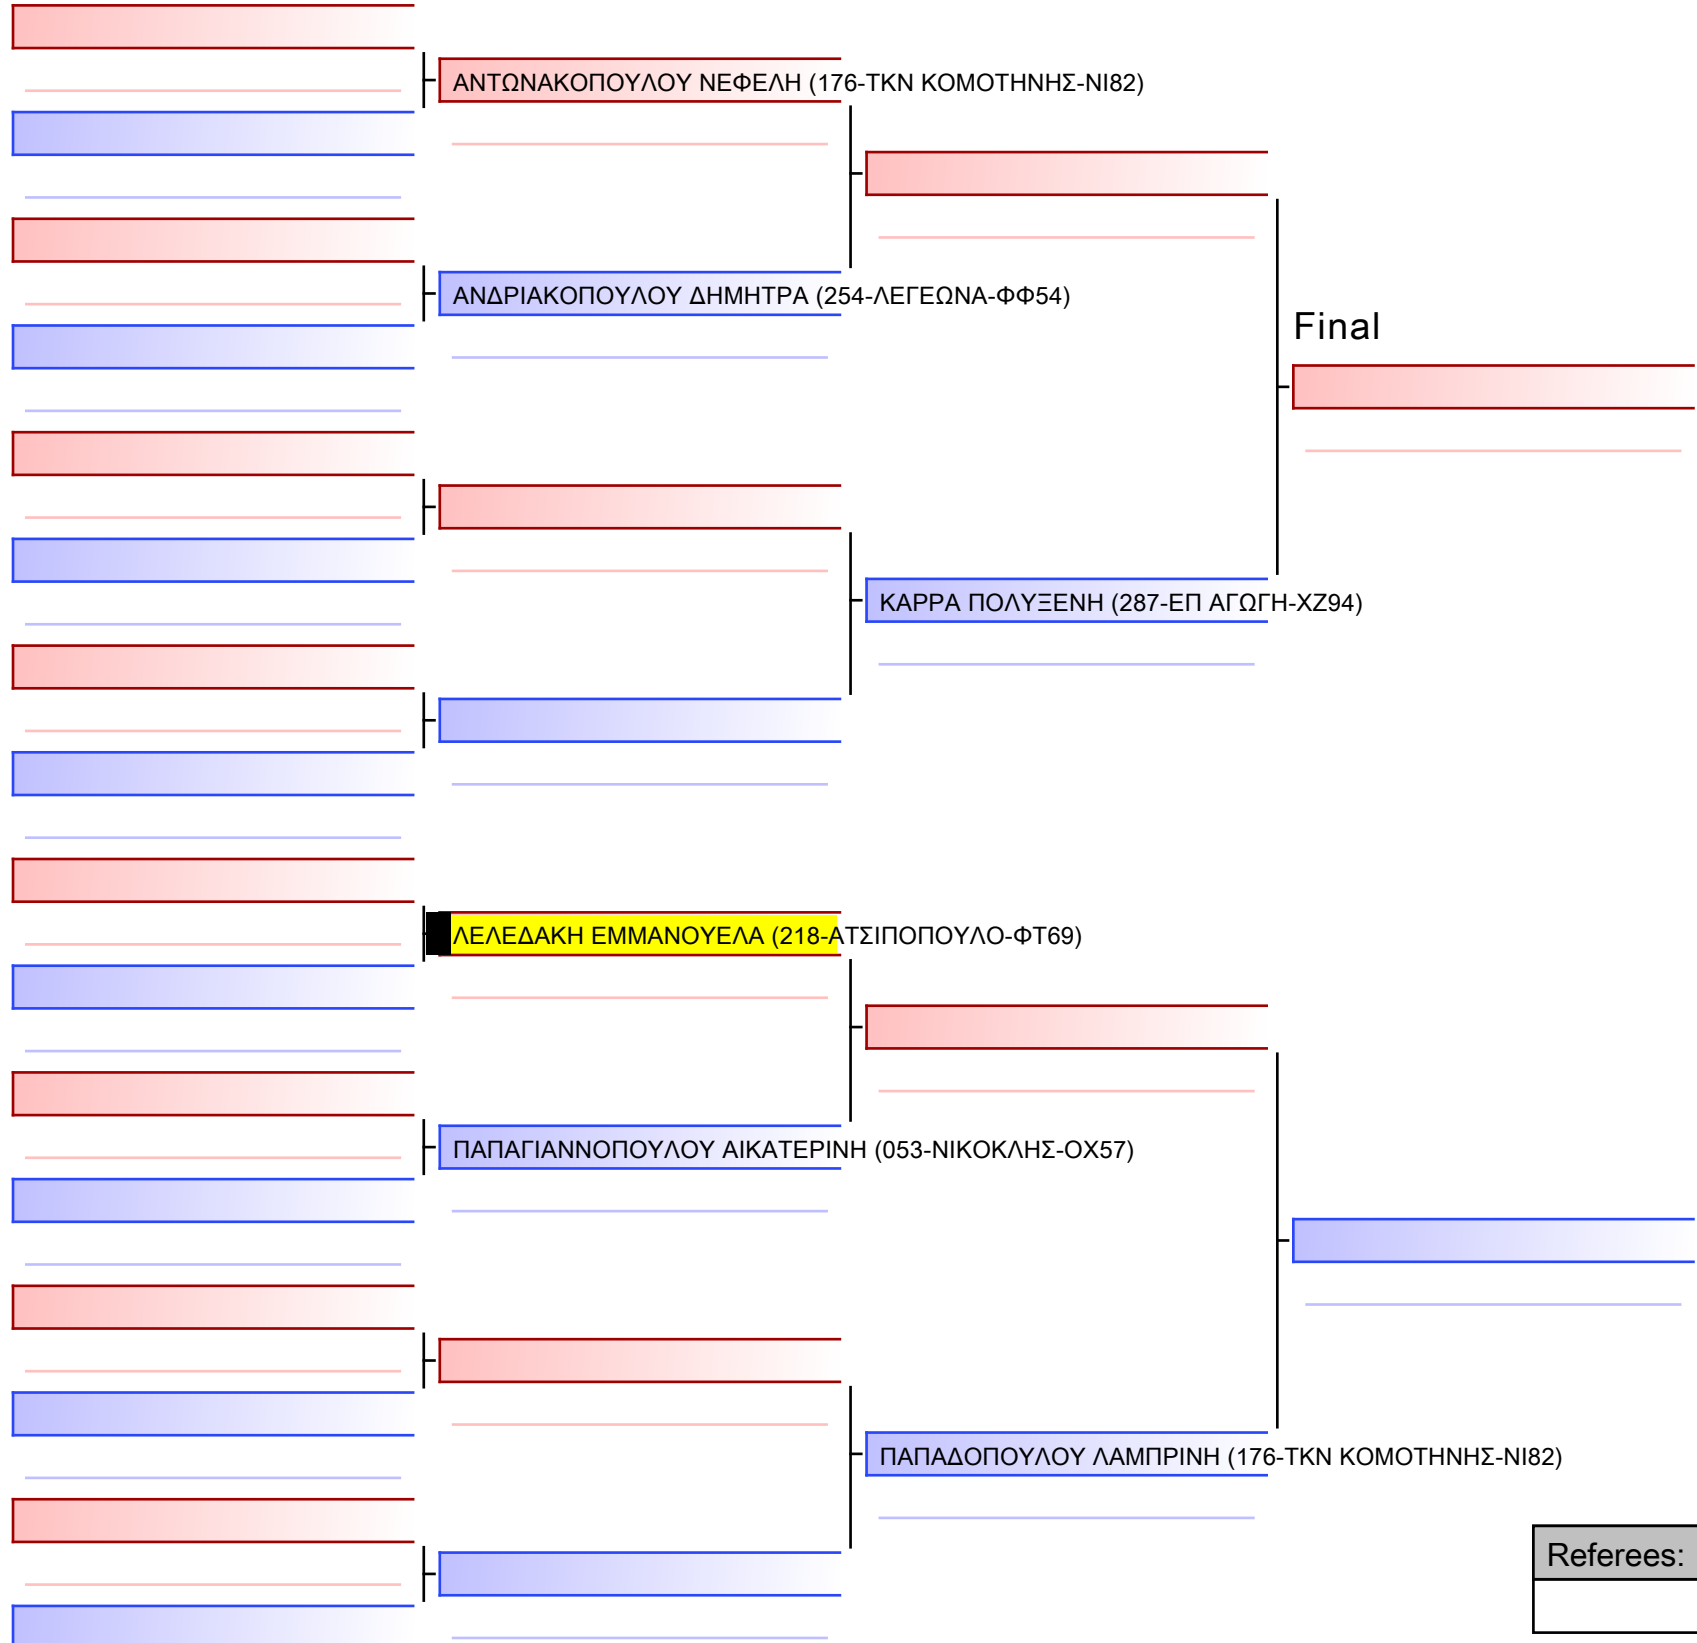 ΑΝΤΩΝΑΚΟΠΟΥΛΟΥ ΝΕΦΕΛΗ (176-ΤΚΝ ΚΟΜΟΤΗΝΗΣ-ΝΙ82)
ΑΝΔΡΙΑΚΟΠΟΥΛΟΥ ΔΗΜΗΤΡΑ (254-ΛΕΓΕΩΝΑ-ΦΦ54)
Final
ΚΑΡΡΑ ΠΟΛΥΞΕΝΗ (287-ΕΠ ΑΓΩΓΗ-ΧΖ94)
ΛΕΛΕΔΑΚΗ ΕΜΜΑΝΟΥΕΛΑ (218-ΑΤΣΙΠΟΠΟΥΛΟ-ΦΤ69)
ΠΑΠΑΓΙΑΝΝΟΠΟΥΛΟΥ ΑΙΚΑΤΕΡΙΝΗ (053-ΝΙΚΟΚΛΗΣ-ΟΧ57)
ΠΑΠΑΔΟΠΟΥΛΟΥ ΛΑΜΠΡΙΝΗ (176-ΤΚΝ ΚΟΜΟΤΗΝΗΣ-ΝΙ82)
Referees: